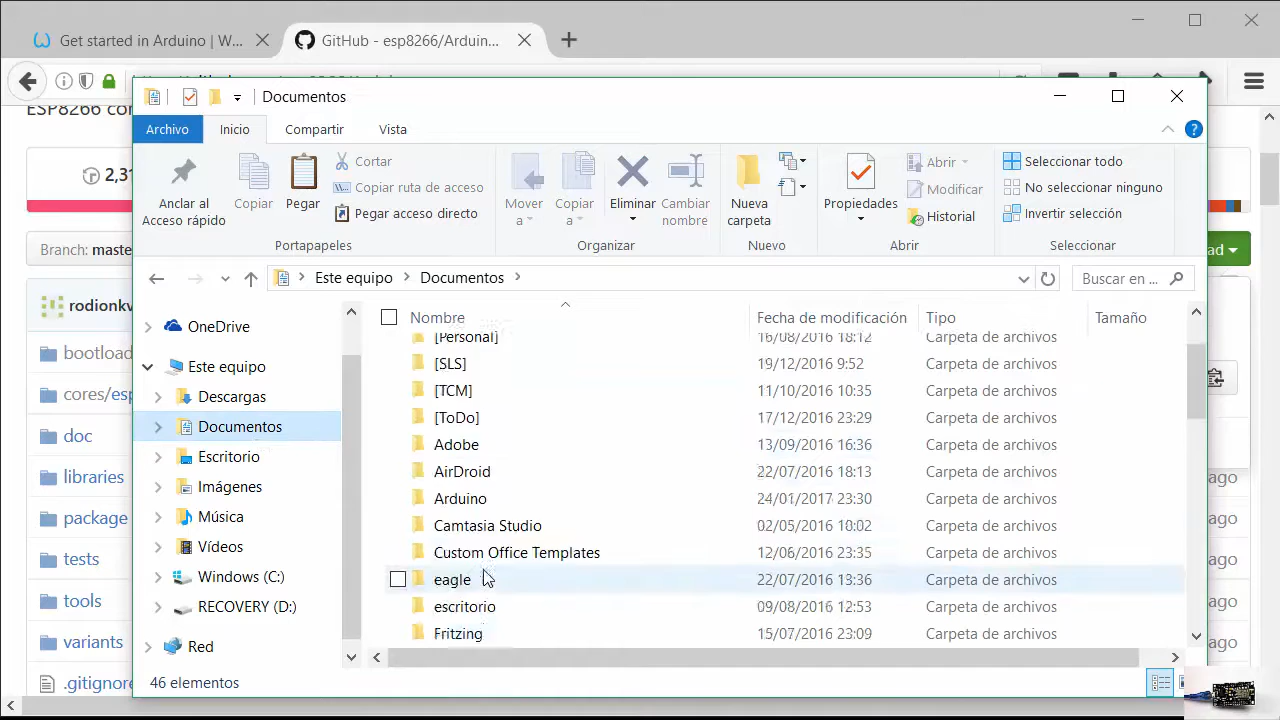 Get started in Arduino | W...
GitHub - esp8266/Arduin...
ESP8266 co
Documentos
Archivo Inicio Compartir Vista
Anclar al Acceso rápido
Copiar
Pegar
Cortar
Copiar ruta de acceso
Pegar acceso directo
Portapapeles
Mover a
Copiar a
Eliminar
Cambiar nombre
Organizar
Nueva carpeta
Nuevo
Propiedades
Abrir
Modificar
Historial
Abrir
Seleccionar todo
No seleccionar ninguno
Invertir selección
Seleccionar
2,31
Branch: maste
ad
Este equipo > Documentos >
Buscar en ...
Nombre Fecha de modificación Tipo Tamaño
rodionkv
bootload
cores/esp
doc
libraries
package
tests
tools
variants
.gitignore
OneDrive
Este equipo
Descargas
Documentos
Escritorio
Imágenes
Música
Vídeos
Windows (C:)
RECOVERY (D:)
Red
[Personal] 16/08/2016 18:12 Carpeta de archivos
[SLS] 19/12/2016 9:52 Carpeta de archivos
[TCM] 11/10/2016 10:35 Carpeta de archivos
[ToDo] 17/12/2016 23:29 Carpeta de archivos
Adobe 13/09/2016 16:36 Carpeta de archivos
AirDroid 22/07/2016 18:13 Carpeta de archivos
Arduino 24/01/2017 23:30 Carpeta de archivos
Camtasia Studio 02/05/2016 18:02 Carpeta de archivos
Custom Office Templates 12/06/2016 23:35 Carpeta de archivos
eagle 22/07/2016 13:36 Carpeta de archivos
escritorio 09/08/2016 12:53 Carpeta de archivos
Fritzing 15/07/2016 23:09 Carpeta de archivos
ago
ago
ago
ago
ago
ago
46 elementos